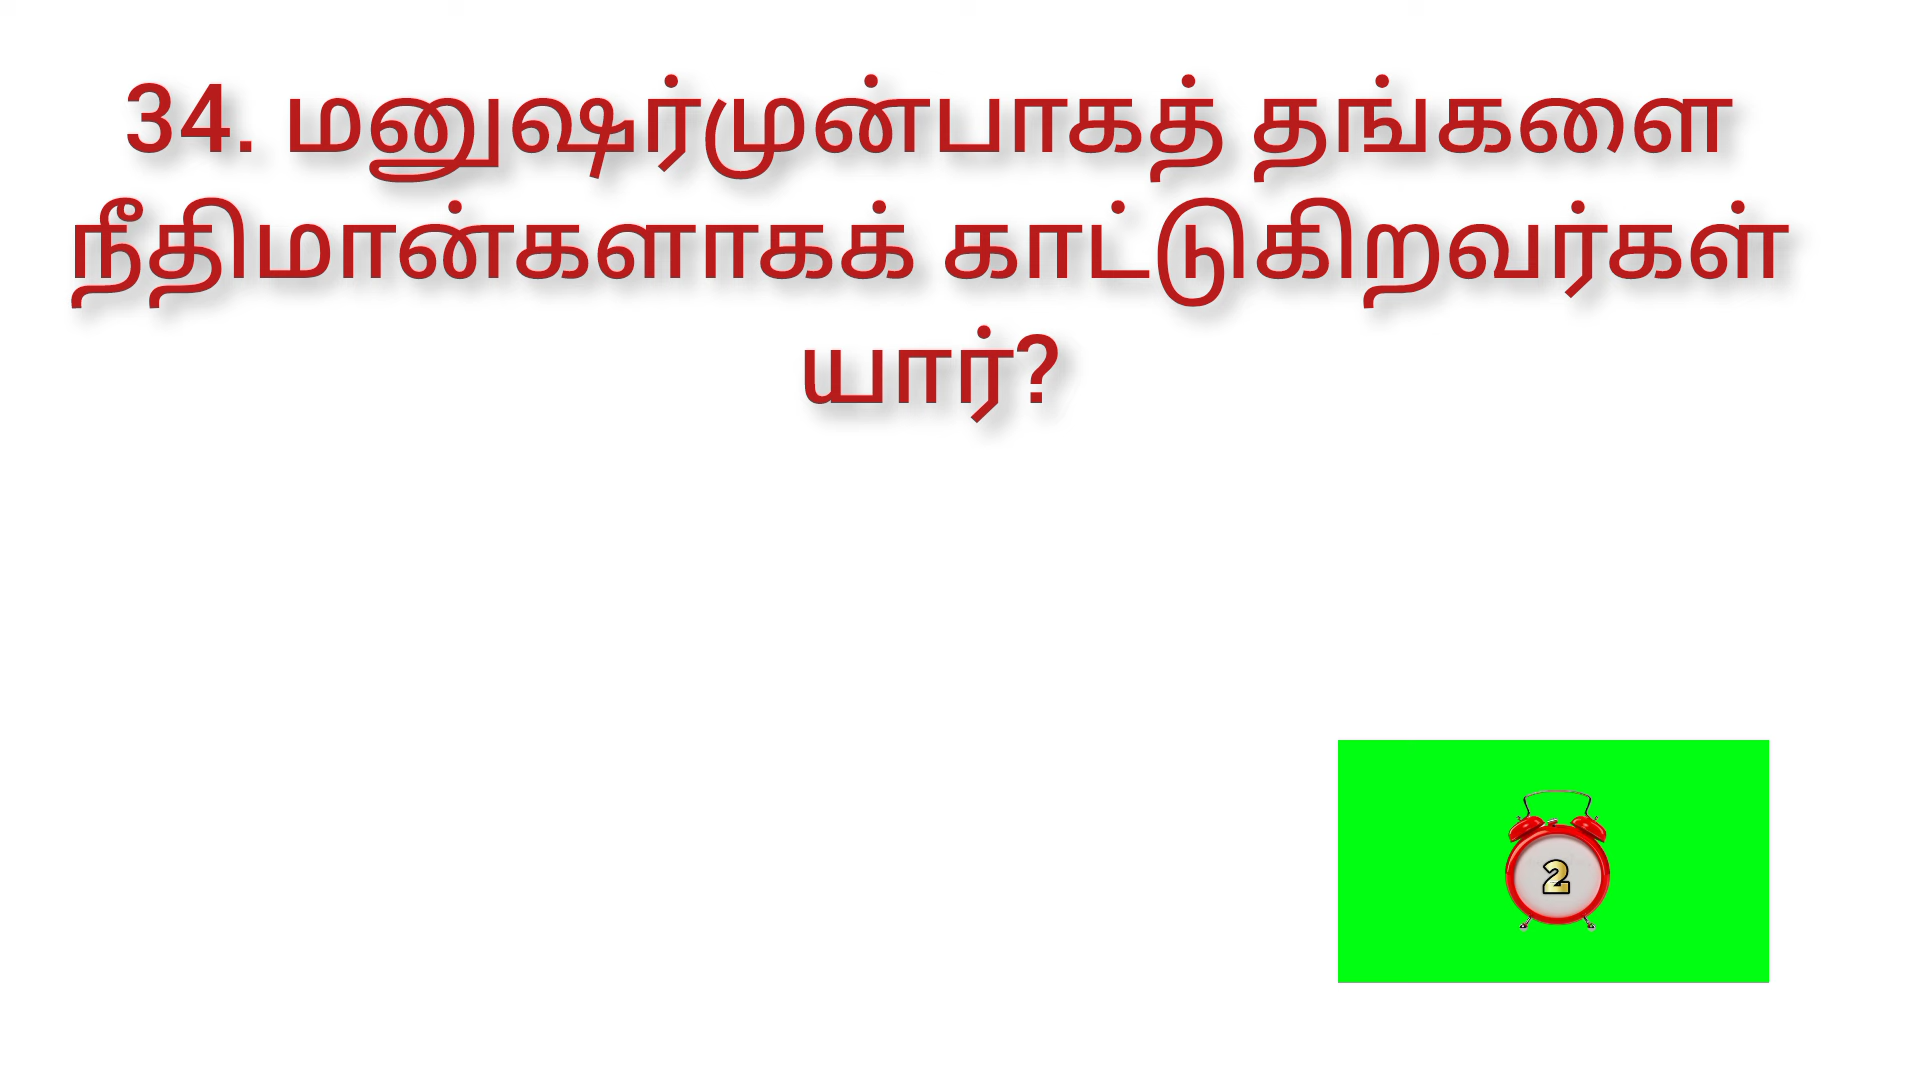 34. மனுஷர்முன்பாகத் தங்களை
நீதிமான்களாகக் காட்டுகிறவர்கள்
யார்?
2